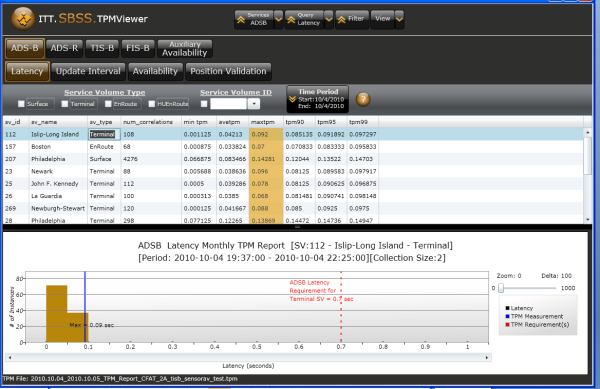 ITT.SBSS.TPMViewer
Services ADSB
Query Latency
Filter
View
ADS-B ADS-R TIS-B FIS-B Auxiliary Availability
Latency Update Interval Availability Position Validation
Service Volume Type Service Volume ID
Surface Terminal EnRoute HUEnRoute
Time Period
Start:10/4/2010
End: 10/4/2010
?
sv_id sv_name sv_type num_correlations min tpm avetpm maxtpm tpm90 tpm95 tpm99
112 Islip-Long Island Terminal 108 0.001125 0.04213 0.092 0.085135 0.091892 0.097297
157 Boston EnRoute 68 0.000875 0.033824 0.07 0.070833 0.083333 0.095833
207 Philadelphia Surface 4276 0.066875 0.083466 0.14281 0.12044 0.13522 0.14703
23 Newark Terminal 88 0.005688 0.038636 0.096 0.08125 0.089583 0.097917
25 John F. Kennedy Terminal 112 0.0005 0.039286 0.078 0.08125 0.090625 0.096875
26 La Guardia Terminal 100 0.000313 0.0385 0.068 0.081481 0.090741 0.098148
269 Newburgh-Stewart Terminal 120 0.000125 0.041667 0.088 0.085 0.0925 0.0975
28 Philadelphia Terminal 298 0.077125 0.12265 0.13869 0.14472 0.14736 0.14947
ADSB Latency Monthly TPM Report [SV:112 - Islip-Long Island - Terminal]
[Period: 2010-10-04 19:37:00 - 2010-10-04 22:25:00][Collection Size:2]
# of Instances
80
60
40
20
0
Max = 0.09 sec
ADSB Latency
Requirement for
Terminal SV = 0.7 sec
0 0.1 0.2 0.3 0.4 0.5 0.6 0.7 0.8 0.9 1
Latency (seconds)
Zoom: 0 Delta: 100
0 1000
Latency
TPM Measurement
TPM Requirement(s)
TPM File: 2010.10.04_2010.10.05_TPM_Report_CFAT_2A_tisb_sensorav_test.tpm